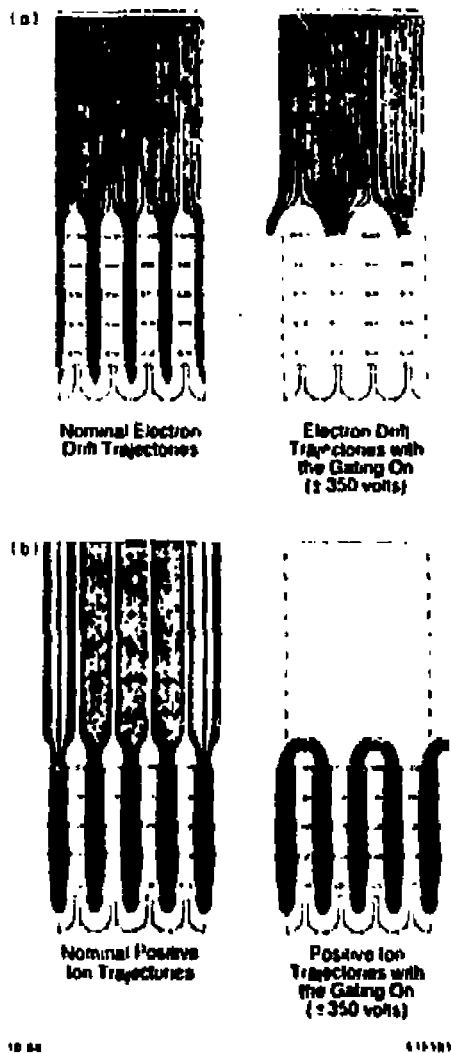 (a)
Nominal Electron
Drift Trajectories
Electron Drift
Trajectories with
the Gating On
(± 350 volts)
(b)
Nominal Positive
Ion Trajectories
Positive Ion
Trajectories with
the Gating On
(± 350 volts)